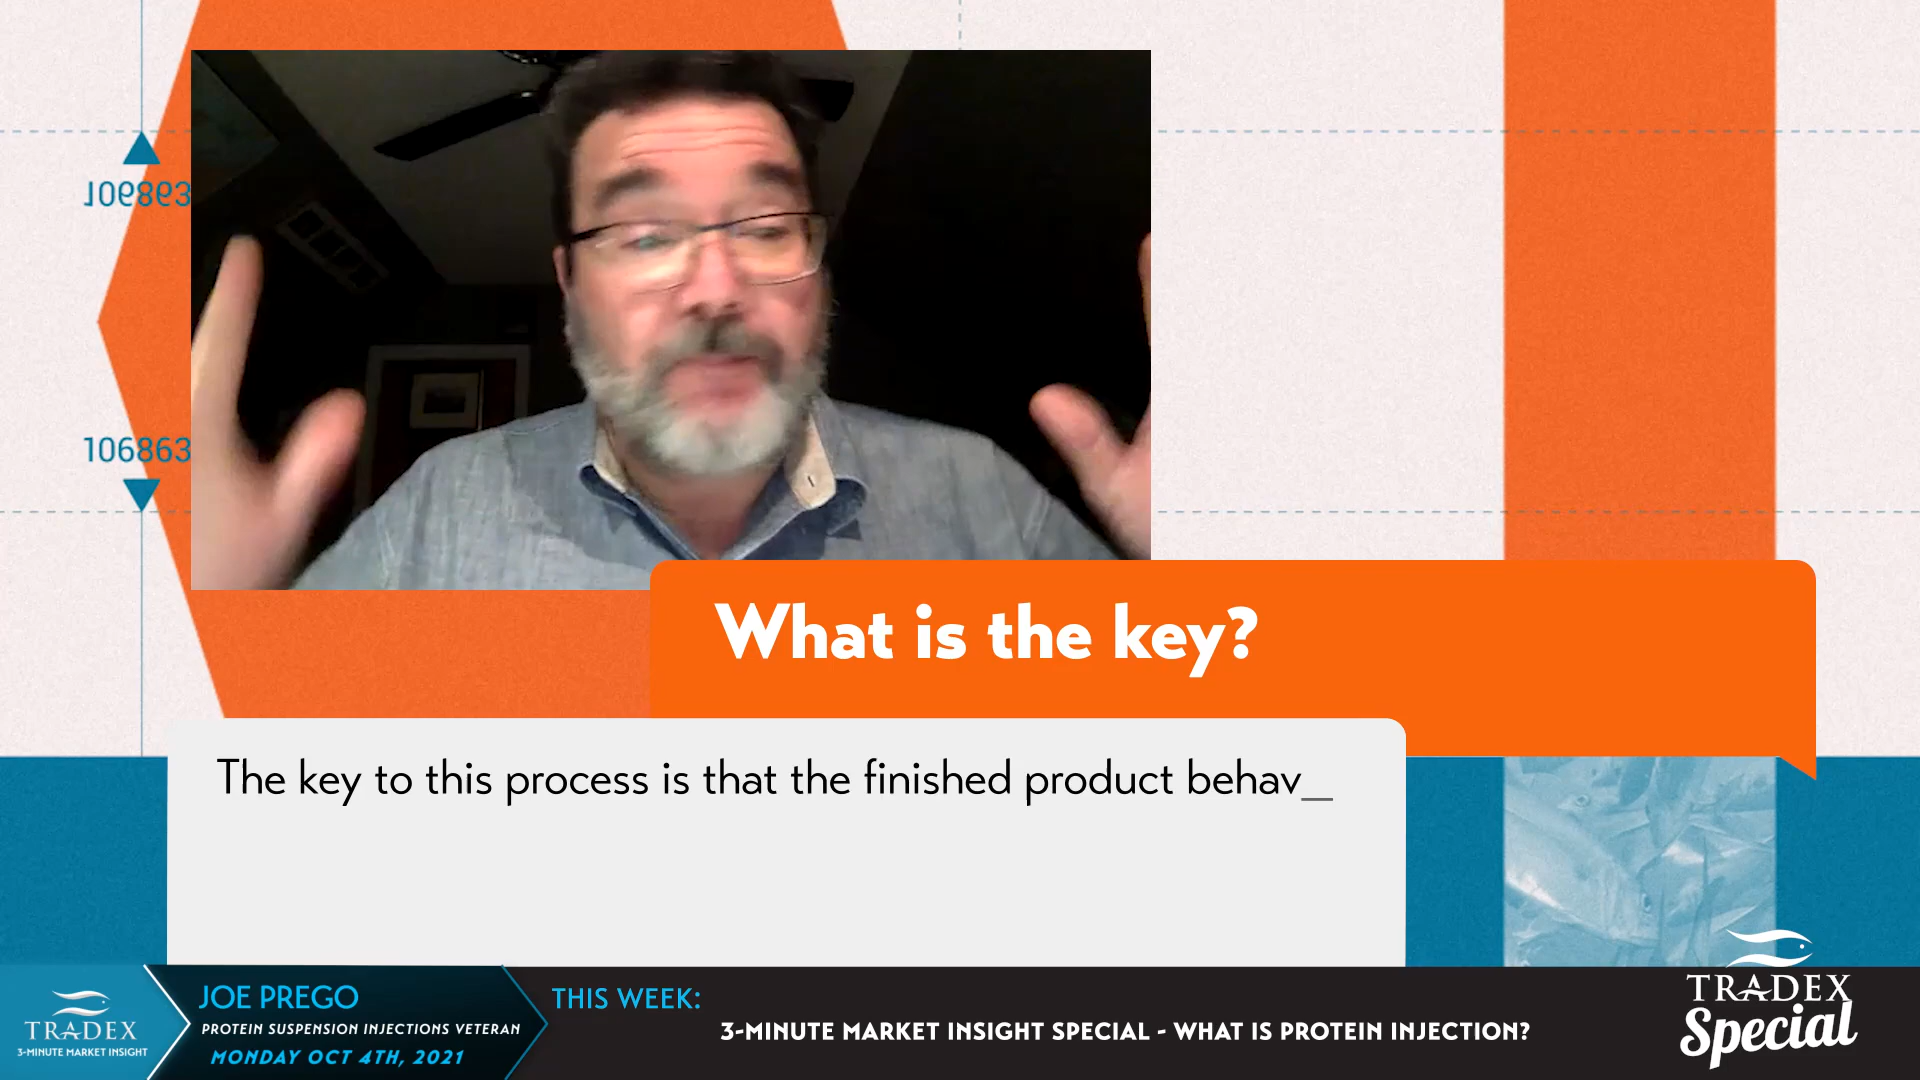 106863
106863
What is the key?
The key to this process is that the finished product behav_
TRADEX
3-MINUTE MARKET INSIGHT
JOE PREGO
PROTEIN SUSPENSION INJECTIONS VETERAN
MONDAY OCT 4TH, 2021
THIS WEEK:
3-MINUTE MARKET INSIGHT SPECIAL - WHAT IS PROTEIN INJECTION?
TRADEX
Special